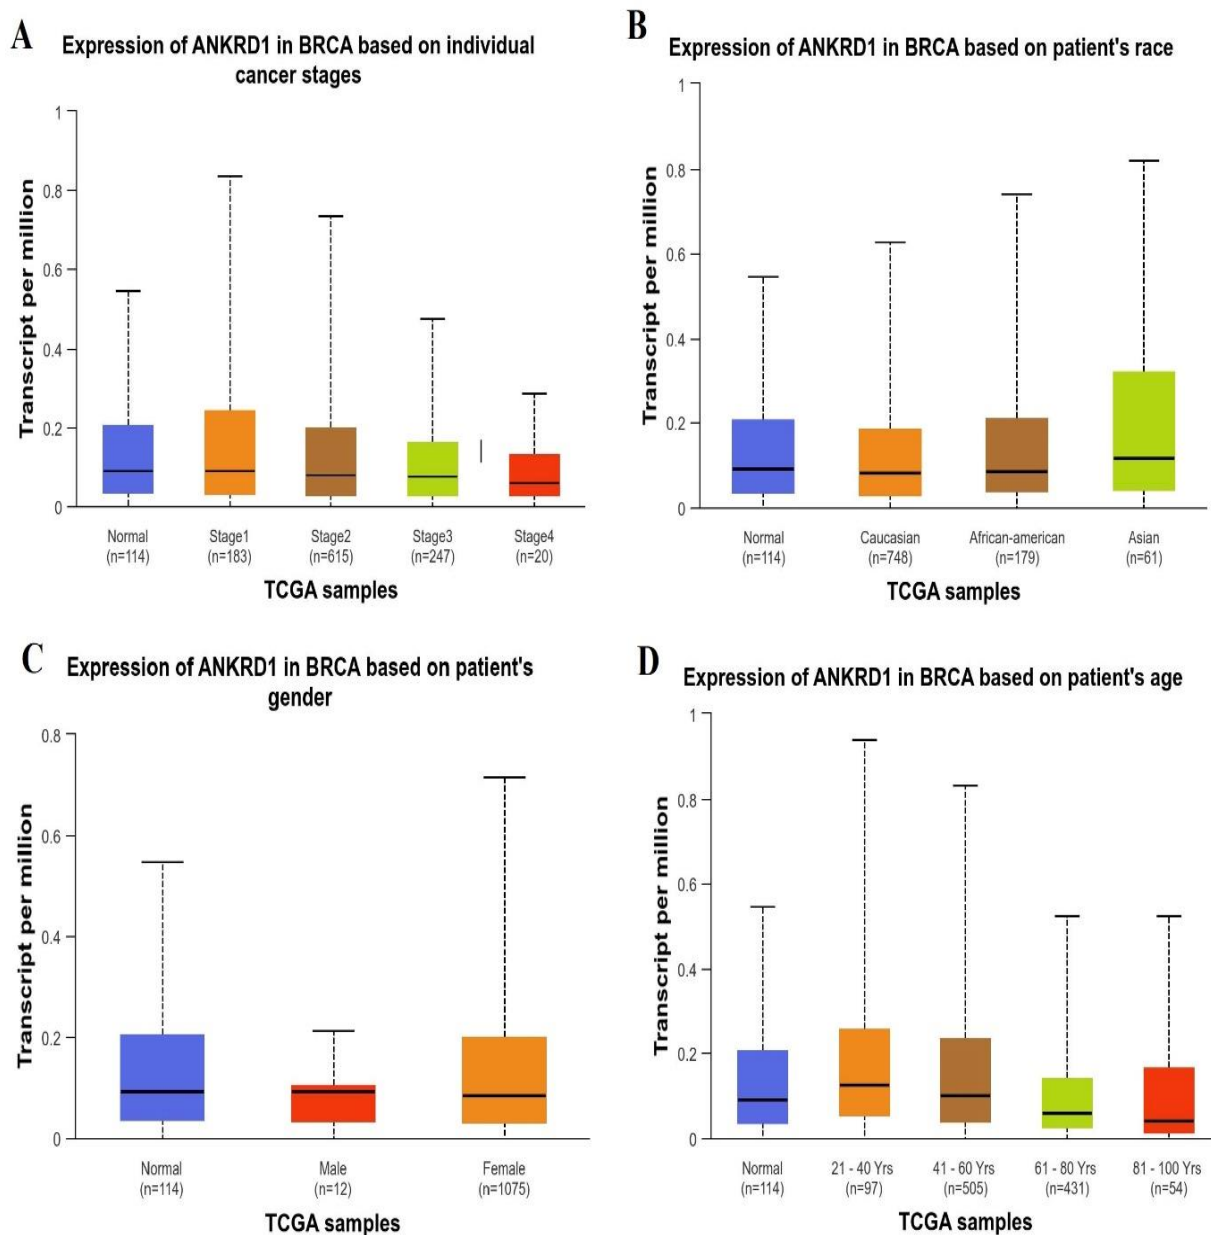 A
Expression of ANKRD1 in BRCA based on individual
cancer stages
Transcript per million
1
0.8
0.6
0.4
0.2
0
Normal
(n=114)
Stage1
(n=183)
Stage2
(n=615)
Stage3
(n=247)
Stage4
(n=20)
TCGA samples
B
Expression of ANKRD1 in BRCA based on patient's race
Transcript per million
1
0.8
0.6
0.4
0.2
0
Normal
(n=114)
Caucasian
(n=748)
African-american
(n=179)
Asian
(n=61)
TCGA samples
C
Expression of ANKRD1 in BRCA based on patient's
gender
Transcript per million
0.8
0.6
0.4
0.2
0
Normal
(n=114)
Male
(n=12)
Female
(n=1075)
TCGA samples
D
Expression of ANKRD1 in BRCA based on patient's age
Transcript per million
1
0.8
0.6
0.4
0.2
0
Normal
(n=114)
21 - 40 Yrs
(n=97)
41 - 60 Yrs
(n=505)
61 - 80 Yrs
(n=431)
81 - 100 Yrs
(n=54)
TCGA samples